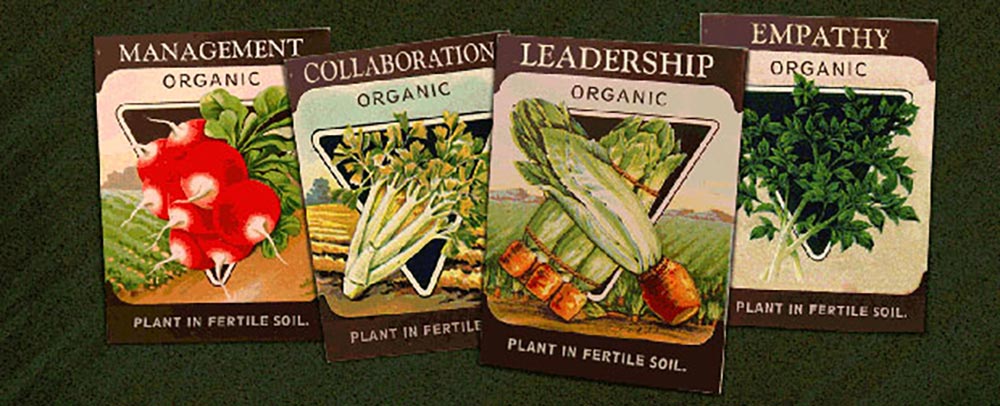 MANAGEMENT
ORGANIC
PLANT IN FERTILE SOIL.
COLLABORATION
ORGANIC
PLANT IN FERTILE
LEADERSHIP
ORGANIC
PLANT IN FERTILE SOIL.
EMPATHY
ORGANIC
PLANT IN FERTILE SOIL.